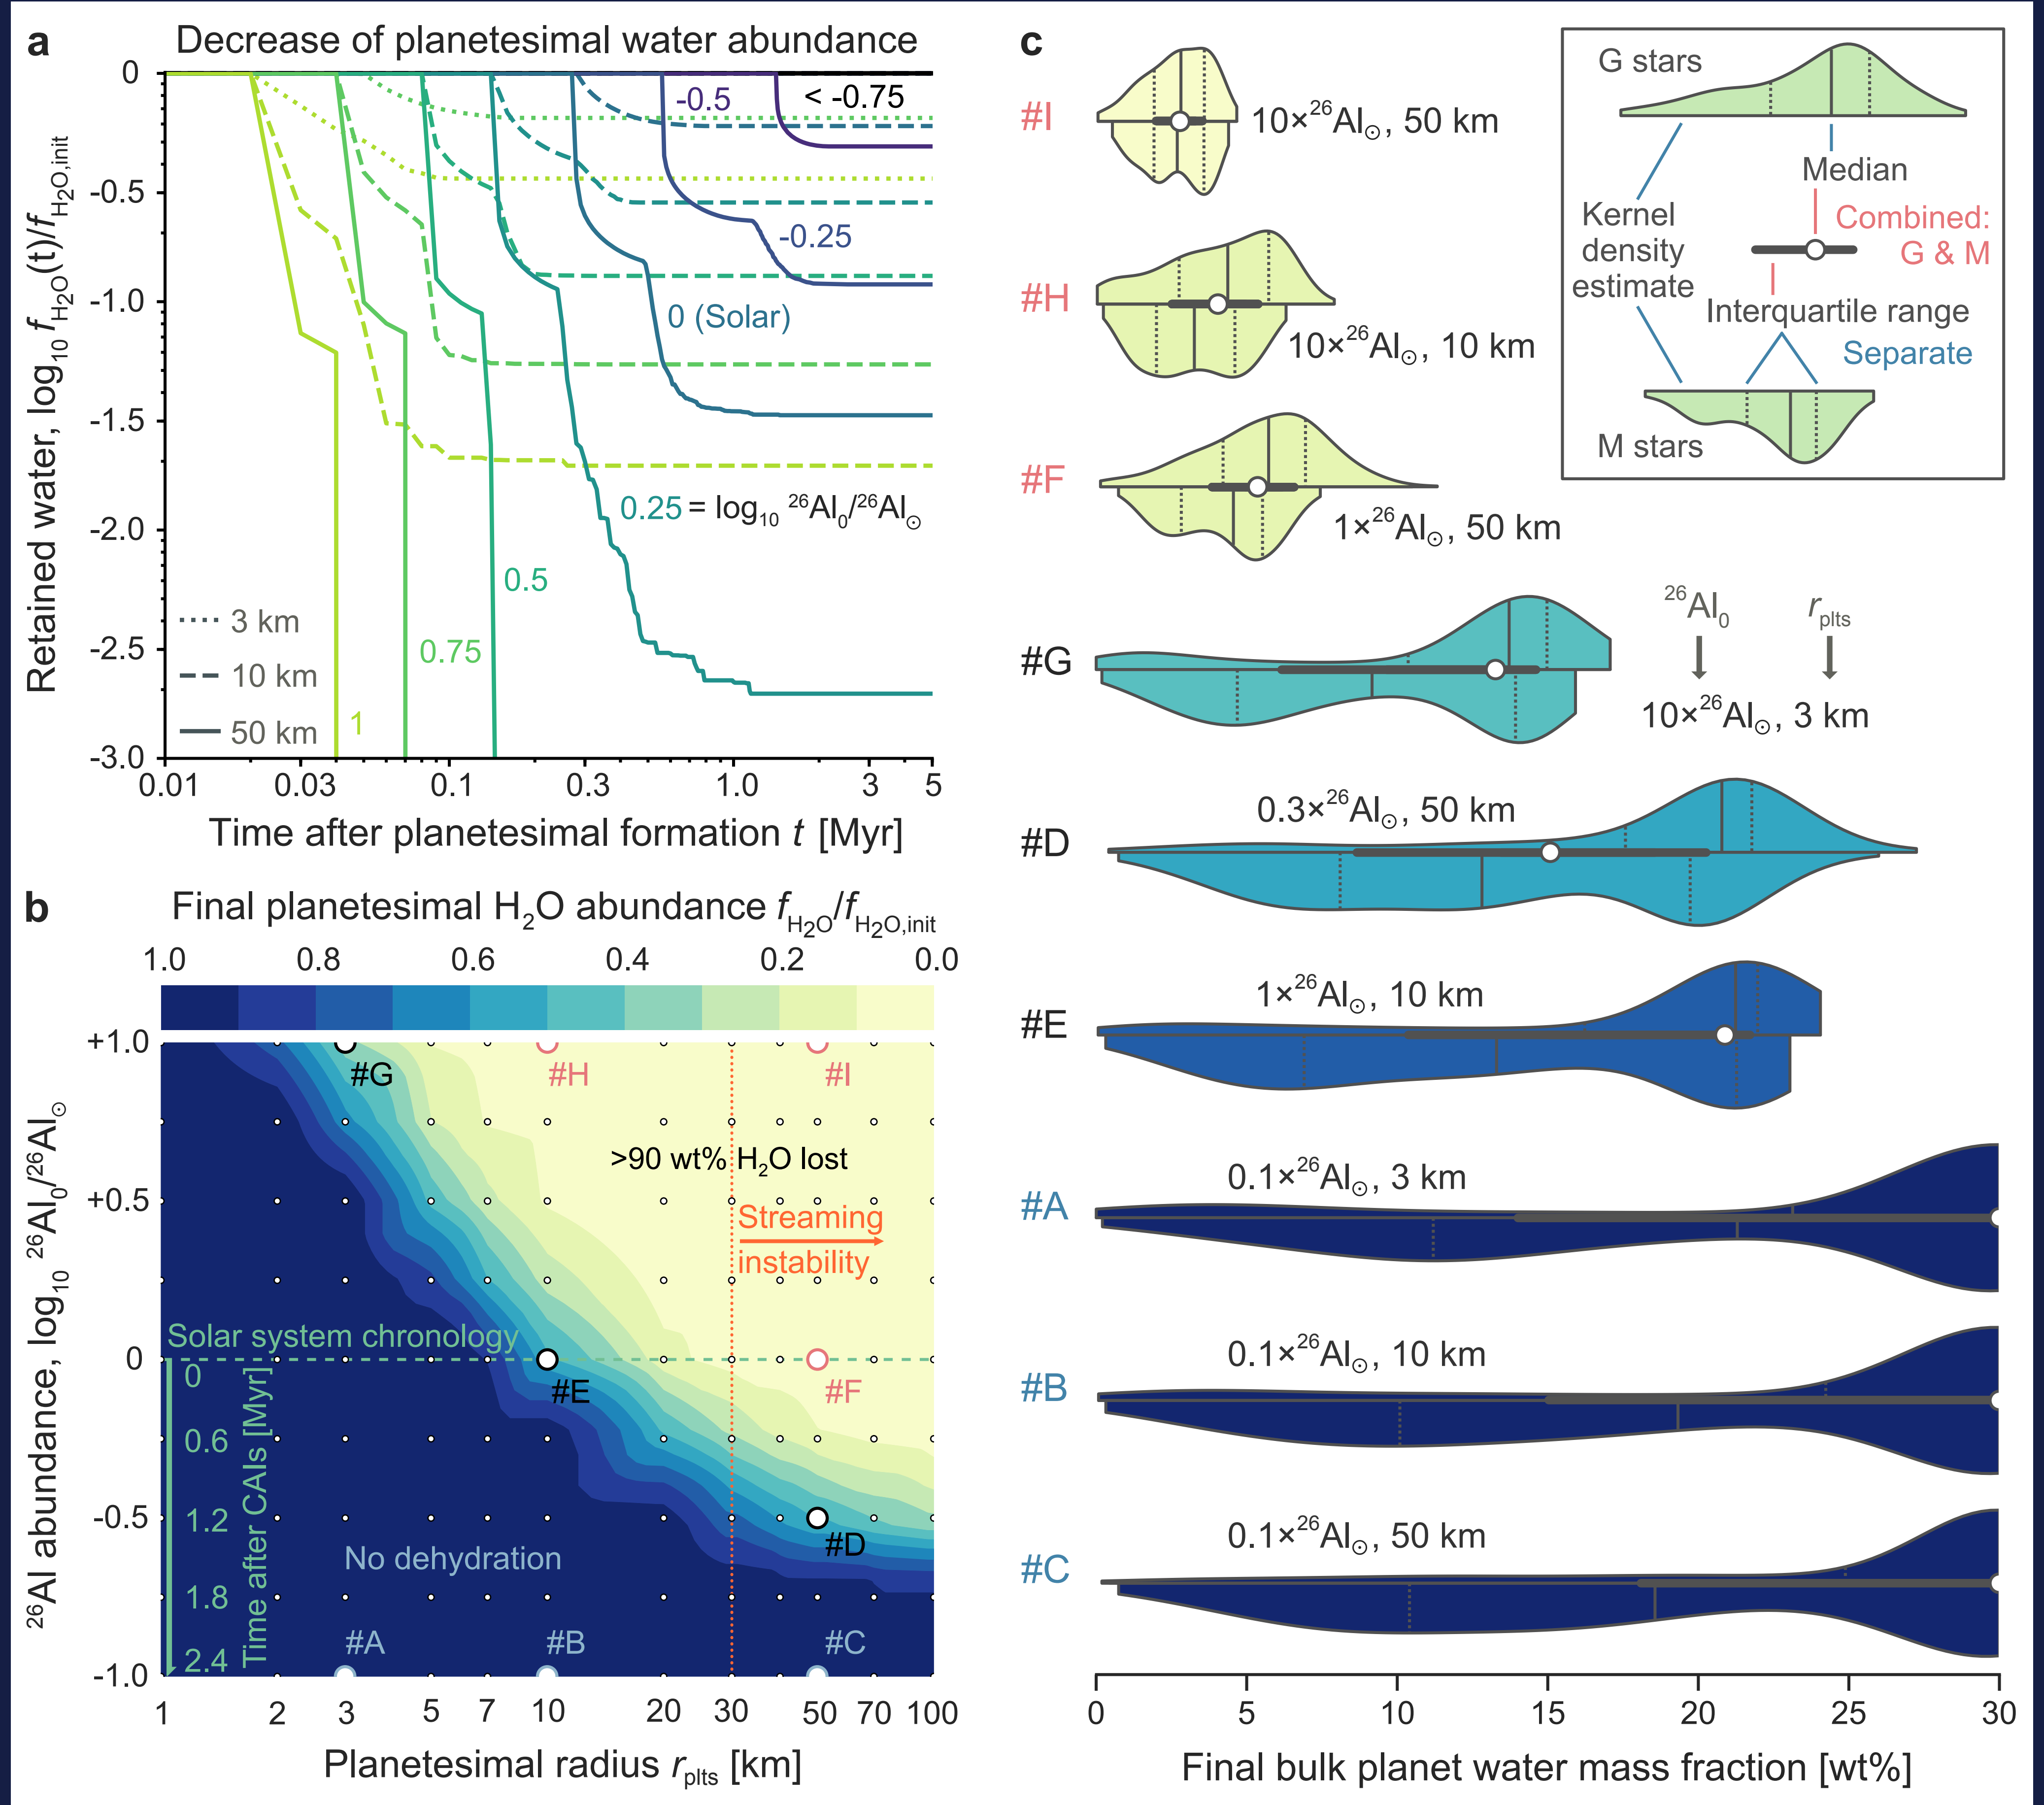 a
Decrease of planetesimal water abundance
Retained water, log₁₀ f_H₂O(t)/f_H₂O,init
0
-0.5
-1.0
-1.5
-2.0
-2.5
-3.0
-0.5
< -0.75
-0.25
0 (Solar)
0.25 = log₁₀ ²⁶Al₀/²⁶Al☉
0.5
0.75
1
3 km
10 km
50 km
0.01 0.03 0.1 0.3 1.0 3 5
Time after planetesimal formation t [Myr]
b
Final planetesimal H₂O abundance f_H₂O/f_H₂O,init
1.0 0.8 0.6 0.4 0.2 0.0
²⁶Al abundance, log₁₀ ²⁶Al₀/²⁶Al☉
+1.0
+0.5
0
-0.5
-1.0
#G
#H
#I
>90 wt% H₂O lost
Streaming
instability
Solar system chronology
#E
#F
#D
No dehydration
#A
#B
#C
Time after CAIs [Myr]
0
0.6
1.2
1.8
2.4
1 2 3 5 7 10 20 30 50 70 100
Planetesimal radius r_plts [km]
c
#I
10×²⁶Al☉, 50 km
#H
10×²⁶Al☉, 10 km
#F
1×²⁶Al☉, 50 km
#G
²⁶Al₀
r_plts
10×²⁶Al☉, 3 km
#D
0.3×²⁶Al☉, 50 km
#E
1×²⁶Al☉, 10 km
#A
0.1×²⁶Al☉, 3 km
#B
0.1×²⁶Al☉, 10 km
#C
0.1×²⁶Al☉, 50 km
0 5 10 15 20 25 30
Final bulk planet water mass fraction [wt%]
G stars
Median
Kernel
density
estimate
Combined:
G & M
Interquartile range
Separate
M stars